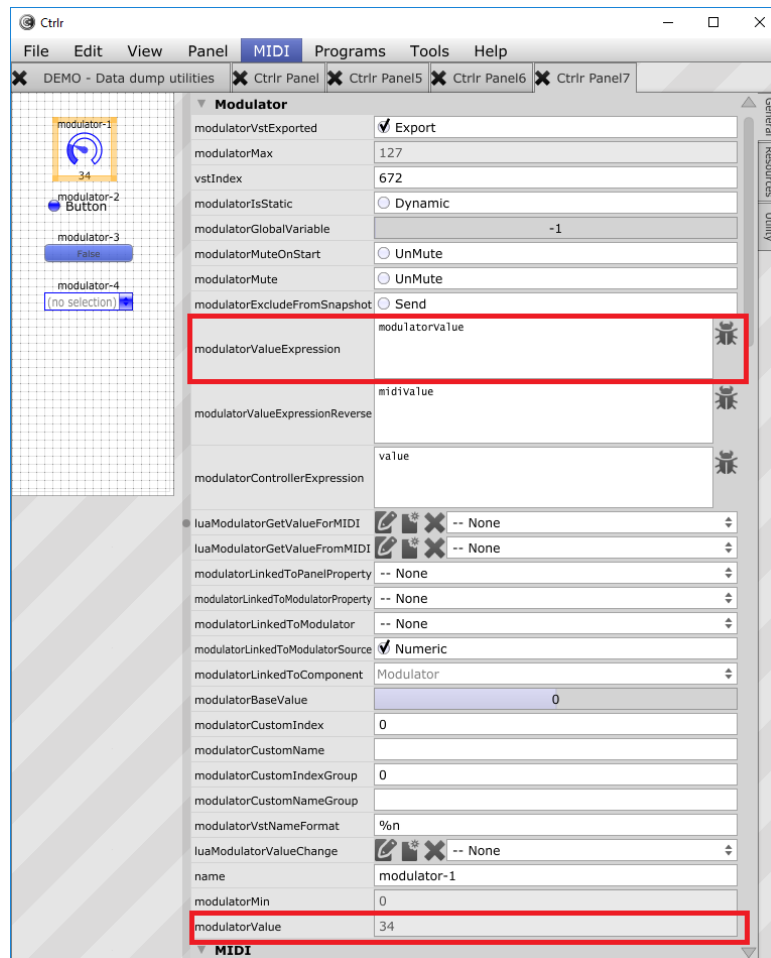 Ctrlr
File Edit View Panel MIDI Programs Tools Help
DEMO - Data dump utilities Ctrlr Panel Ctrlr Panel5 Ctrlr Panel6 Ctrlr Panel7
modulator-1
34
modulator-2
Button
modulator-3
False
modulator-4
(no selection)
Modulator
modulatorVstExported Export
modulatorMax 127
vstIndex 672
modulatorIsStatic Dynamic
modulatorGlobalVariable -1
modulatorMuteOnStart UnMute
modulatorMute UnMute
modulatorExcludeFromSnapshot Send
modulatorValueExpression modulatorValue
modulatorValueExpressionReverse midiValue
modulatorControllerExpression value
luaModulatorGetValueForMIDI -- None
luaModulatorGetValueFromMIDI -- None
modulatorLinkedToPanelProperty -- None
modulatorLinkedToModulatorProperty -- None
modulatorLinkedToModulator -- None
modulatorLinkedToModulatorSource Numeric
modulatorLinkedToComponent Modulator
modulatorBaseValue 0
modulatorCustomIndex 0
modulatorCustomName
modulatorCustomIndexGroup 0
modulatorCustomNameGroup
modulatorVstNameFormat %n
luaModulatorValueChange -- None
name modulator-1
modulatorMin 0
modulatorValue 34
MIDI
General
Resources
Utility